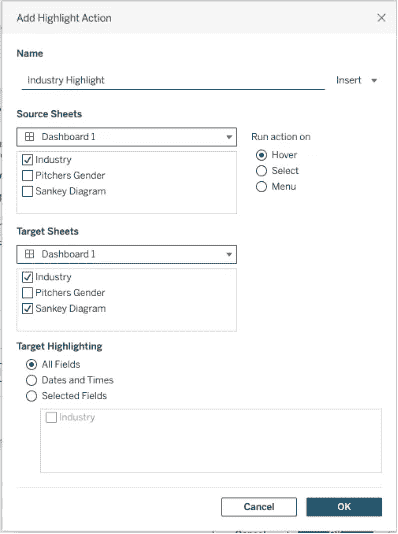 Add Highlight Action
Name
Industry Highlight Insert
Source Sheets
Dashboard 1 Run action on
Industry Hover
Pitchers Gender Select
Sankey Diagram Menu
Target Sheets
Dashboard 1
Industry
Pitchers Gender
Sankey Diagram
Target Highlighting
All Fields
Dates and Times
Selected Fields
Industry
Cancel OK